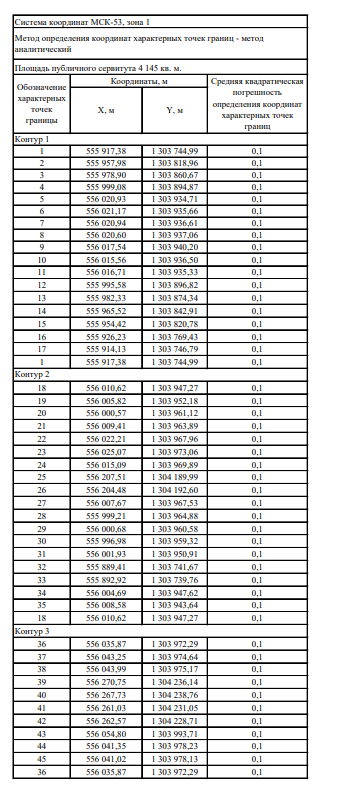 Система координат МСК-53, зона 1
Метод определения координат характерных точек границ - метод
аналитический
Площадь публичного сервитута 4 145 кв. м.
Обозначение характерных точек границы | Координаты, м | Средняя квадратическая погрешность определения координат характерных точек границ
X, м | Y, м
Контур 1
1 555 917,38 1 303 744,99 0,1
2 555 957,98 1 303 818,96 0,1
3 555 978,90 1 303 860,67 0,1
4 555 999,08 1 303 894,87 0,1
5 556 020,93 1 303 934,71 0,1
6 556 021,17 1 303 935,66 0,1
7 556 020,94 1 303 936,61 0,1
8 556 020,60 1 303 937,06 0,1
9 556 017,54 1 303 940,20 0,1
10 556 015,56 1 303 936,50 0,1
11 556 016,71 1 303 935,33 0,1
12 555 995,58 1 303 896,82 0,1
13 555 982,33 1 303 874,34 0,1
14 555 965,52 1 303 842,91 0,1
15 555 954,42 1 303 820,78 0,1
16 555 926,23 1 303 769,43 0,1
17 555 914,13 1 303 746,79 0,1
1 555 917,38 1 303 744,99 0,1
Контур 2
18 556 010,62 1 303 947,27 0,1
19 556 005,82 1 303 952,18 0,1
20 556 000,57 1 303 961,12 0,1
21 556 009,41 1 303 963,89 0,1
22 556 022,21 1 303 967,96 0,1
23 556 025,07 1 303 973,06 0,1
24 556 015,09 1 303 969,89 0,1
25 556 207,51 1 304 189,99 0,1
26 556 204,48 1 304 192,60 0,1
27 556 007,67 1 303 967,53 0,1
28 555 999,21 1 303 964,88 0,1
29 556 000,68 1 303 960,58 0,1
30 555 996,98 1 303 959,32 0,1
31 556 001,93 1 303 950,91 0,1
32 555 889,41 1 303 741,67 0,1
33 555 892,92 1 303 739,76 0,1
34 556 004,69 1 303 947,62 0,1
35 556 008,58 1 303 943,64 0,1
18 556 010,62 1 303 947,27 0,1
Контур 3
36 556 035,87 1 303 972,29 0,1
37 556 043,25 1 303 974,64 0,1
38 556 043,99 1 303 975,17 0,1
39 556 270,75 1 304 236,14 0,1
40 556 267,73 1 304 238,76 0,1
41 556 261,03 1 304 231,05 0,1
42 556 262,57 1 304 228,71 0,1
43 556 054,80 1 303 993,71 0,1
44 556 041,35 1 303 978,23 0,1
45 556 041,02 1 303 978,13 0,1
36 556 035,87 1 303 972,29 0,1